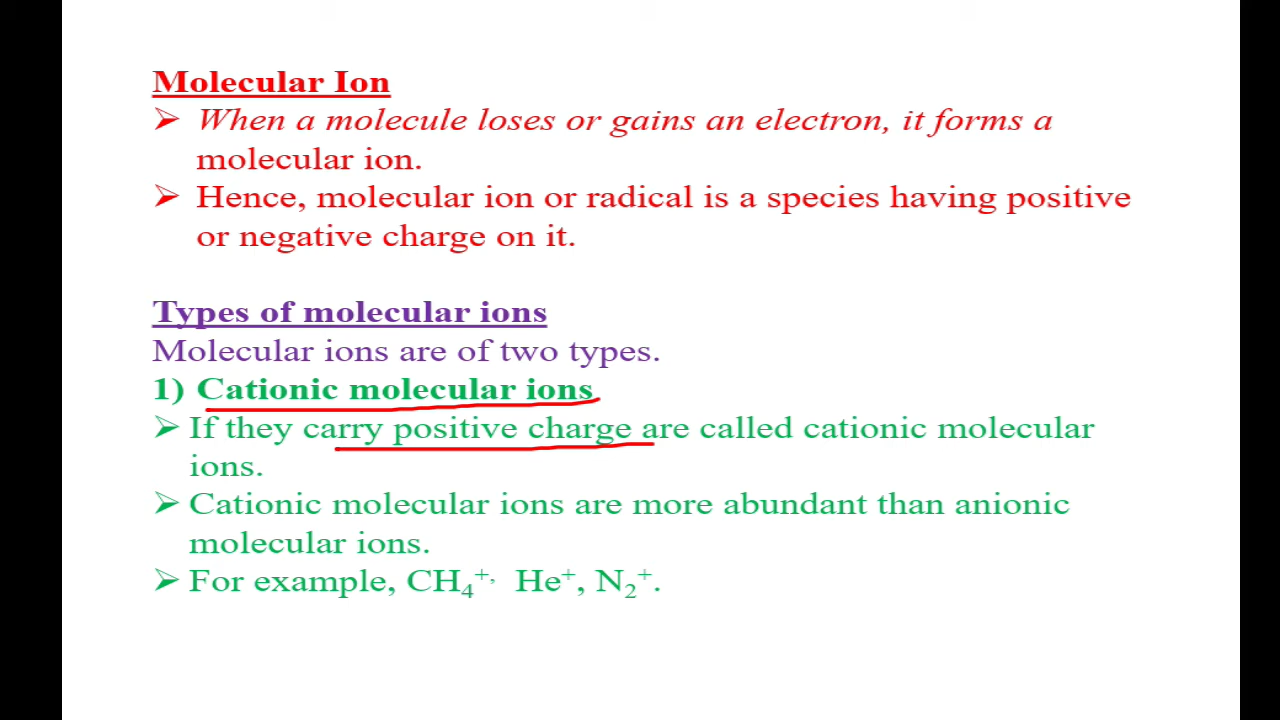 Molecular Ion
➢ When a molecule loses or gains an electron, it forms a
molecular ion.
➢ Hence, molecular ion or radical is a species having positive
or negative charge on it.
Types of molecular ions
Molecular ions are of two types.
1) Cationic molecular ions
➢ If they carry positive charge are called cationic molecular
ions.
➢ Cationic molecular ions are more abundant than anionic
molecular ions.
➢ For example, CH₄⁺, He⁺, N₂⁺.